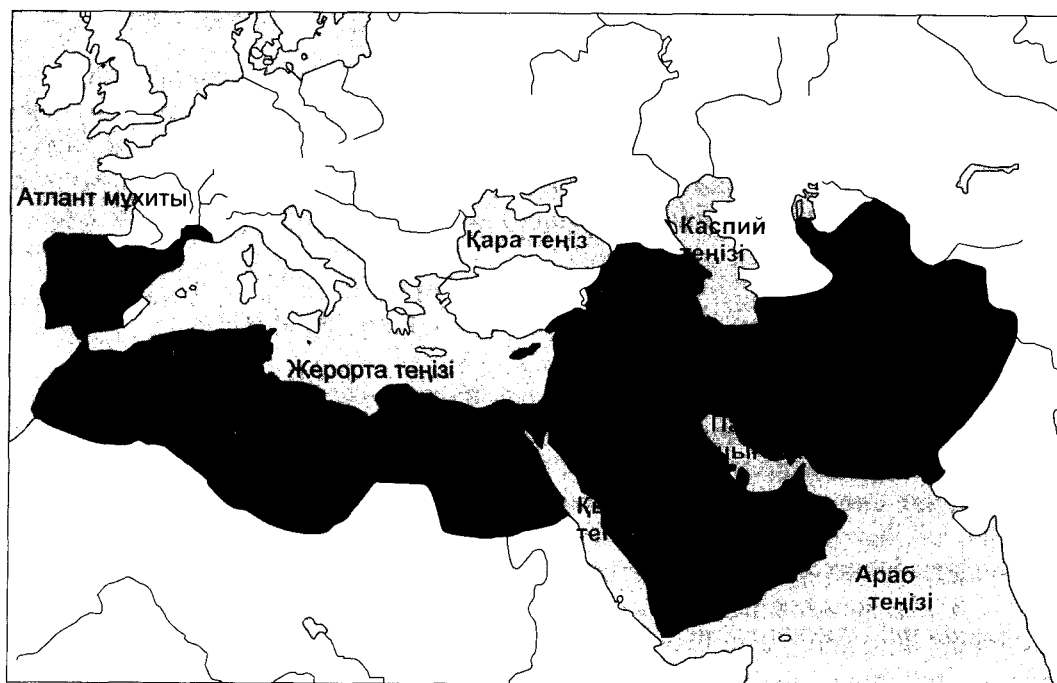 Атлант мұхиты
Қара теңіз
Каспий
теңізі
Жерорта теңізі
Араб
теңізі